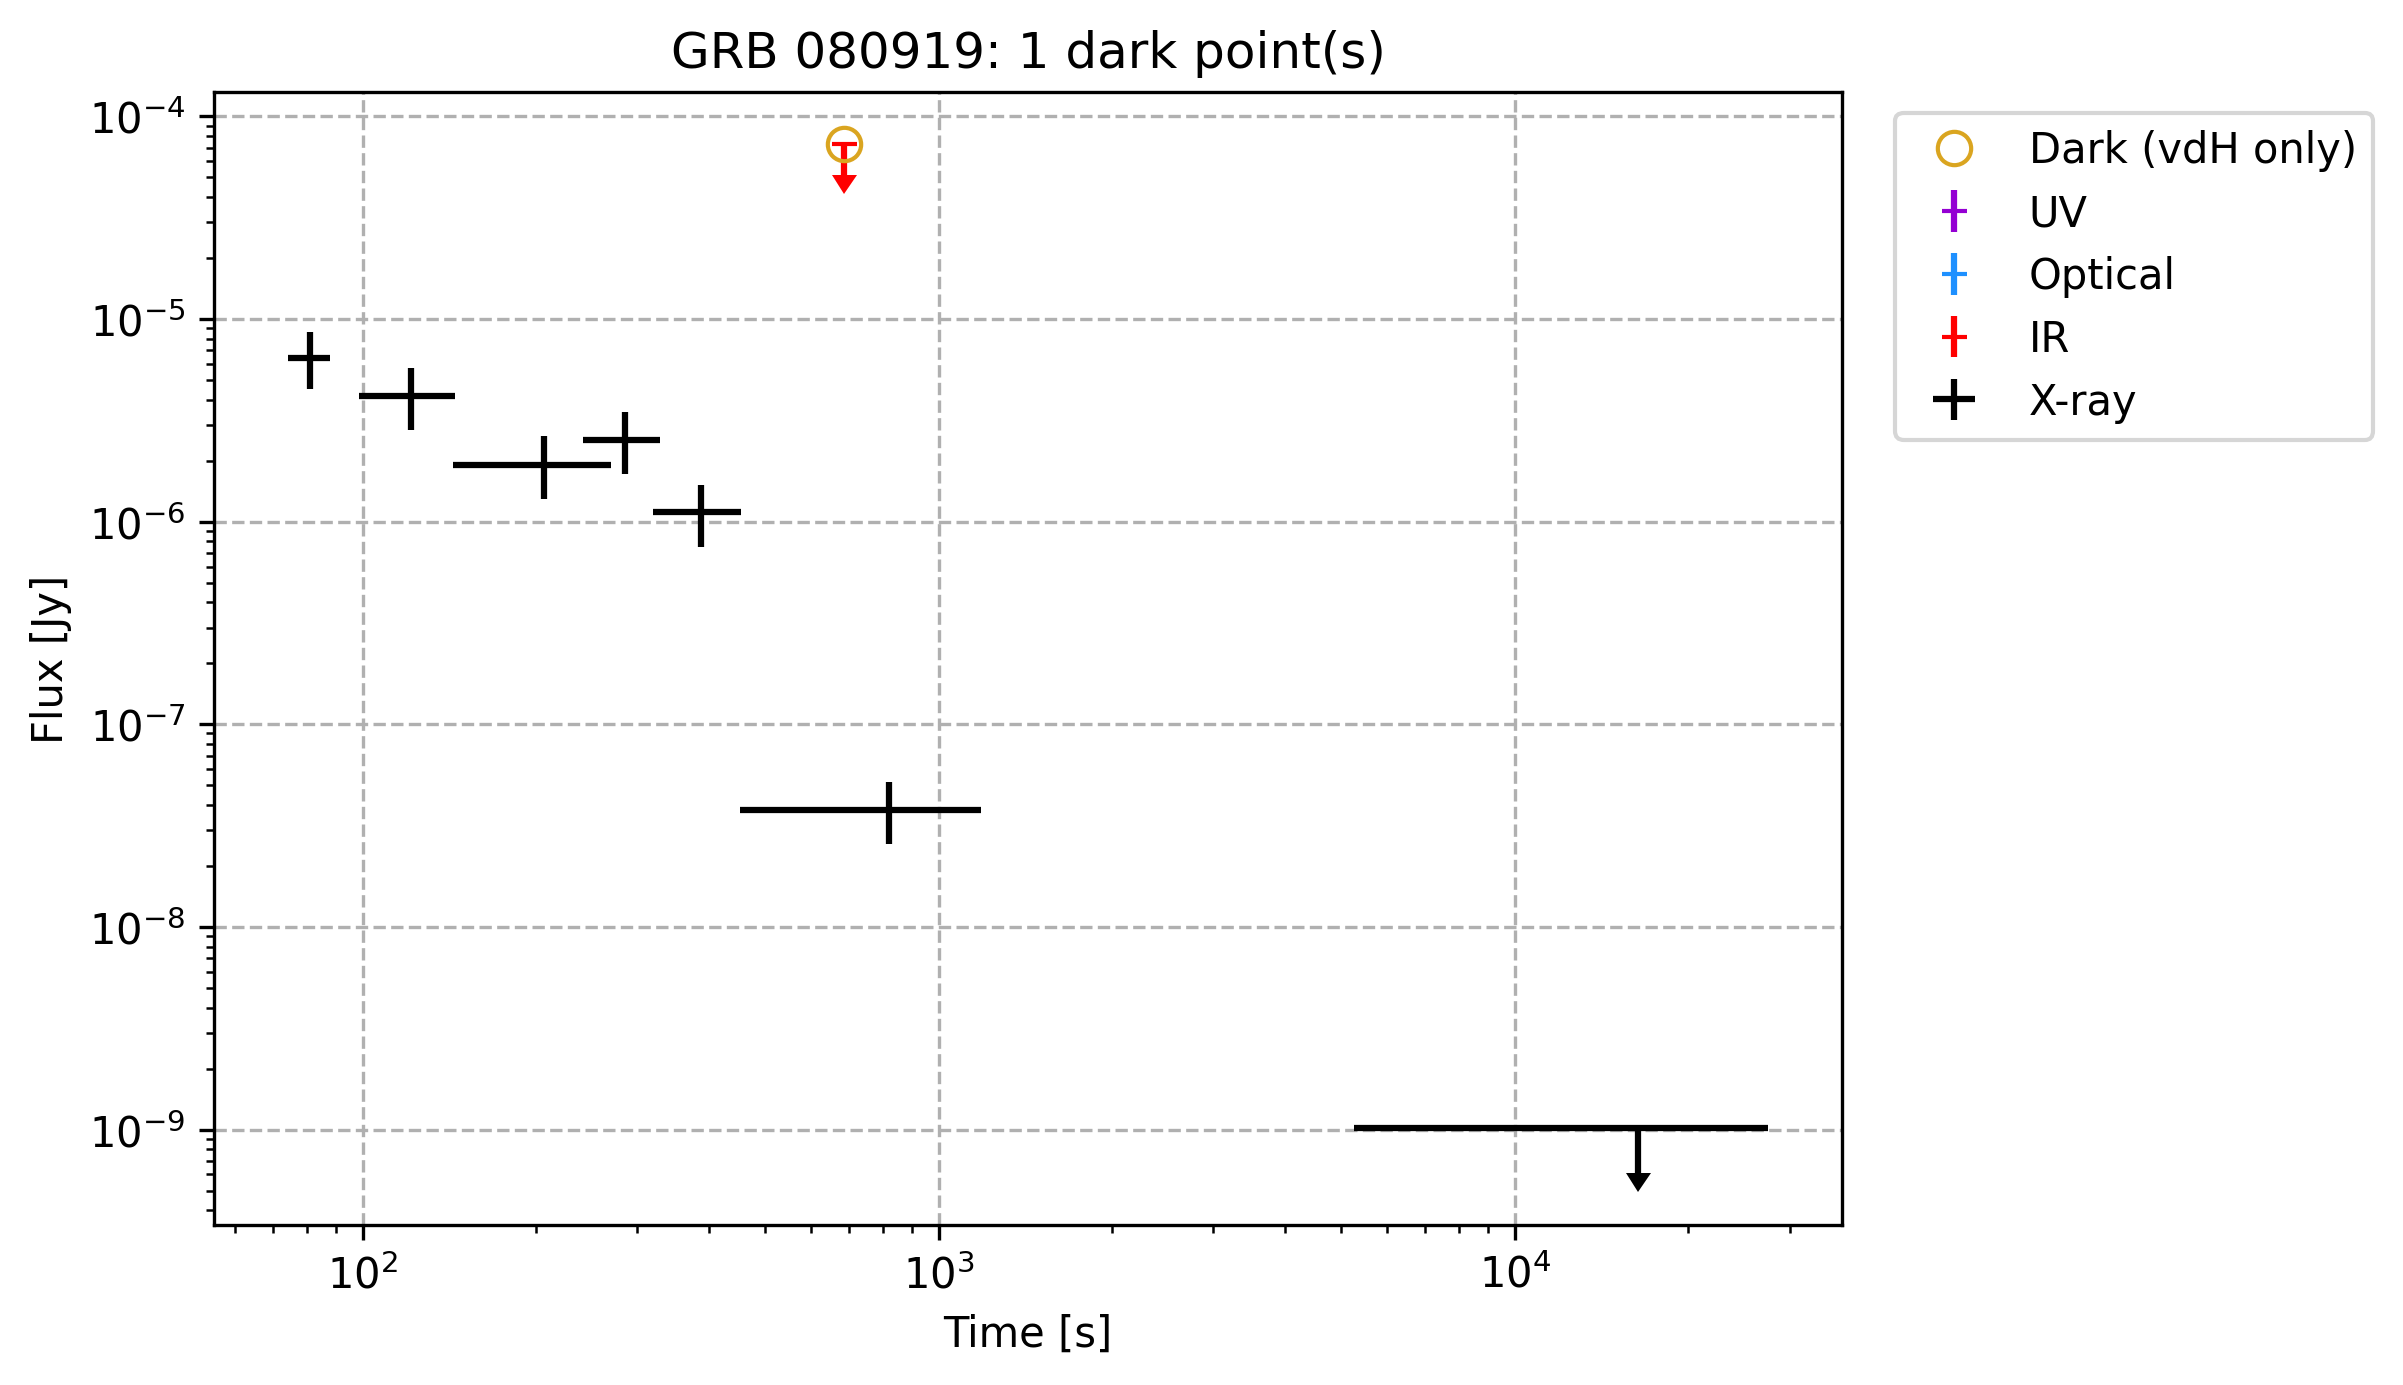 GRB 080919: 1 dark point(s)
10⁻⁴
10⁻⁵
10⁻⁶
10⁻⁷
10⁻⁸
10⁻⁹
Flux [Jy]
10²
10³
10⁴
Time [s]
Dark (vdH only)
UV
Optical
IR
X-ray